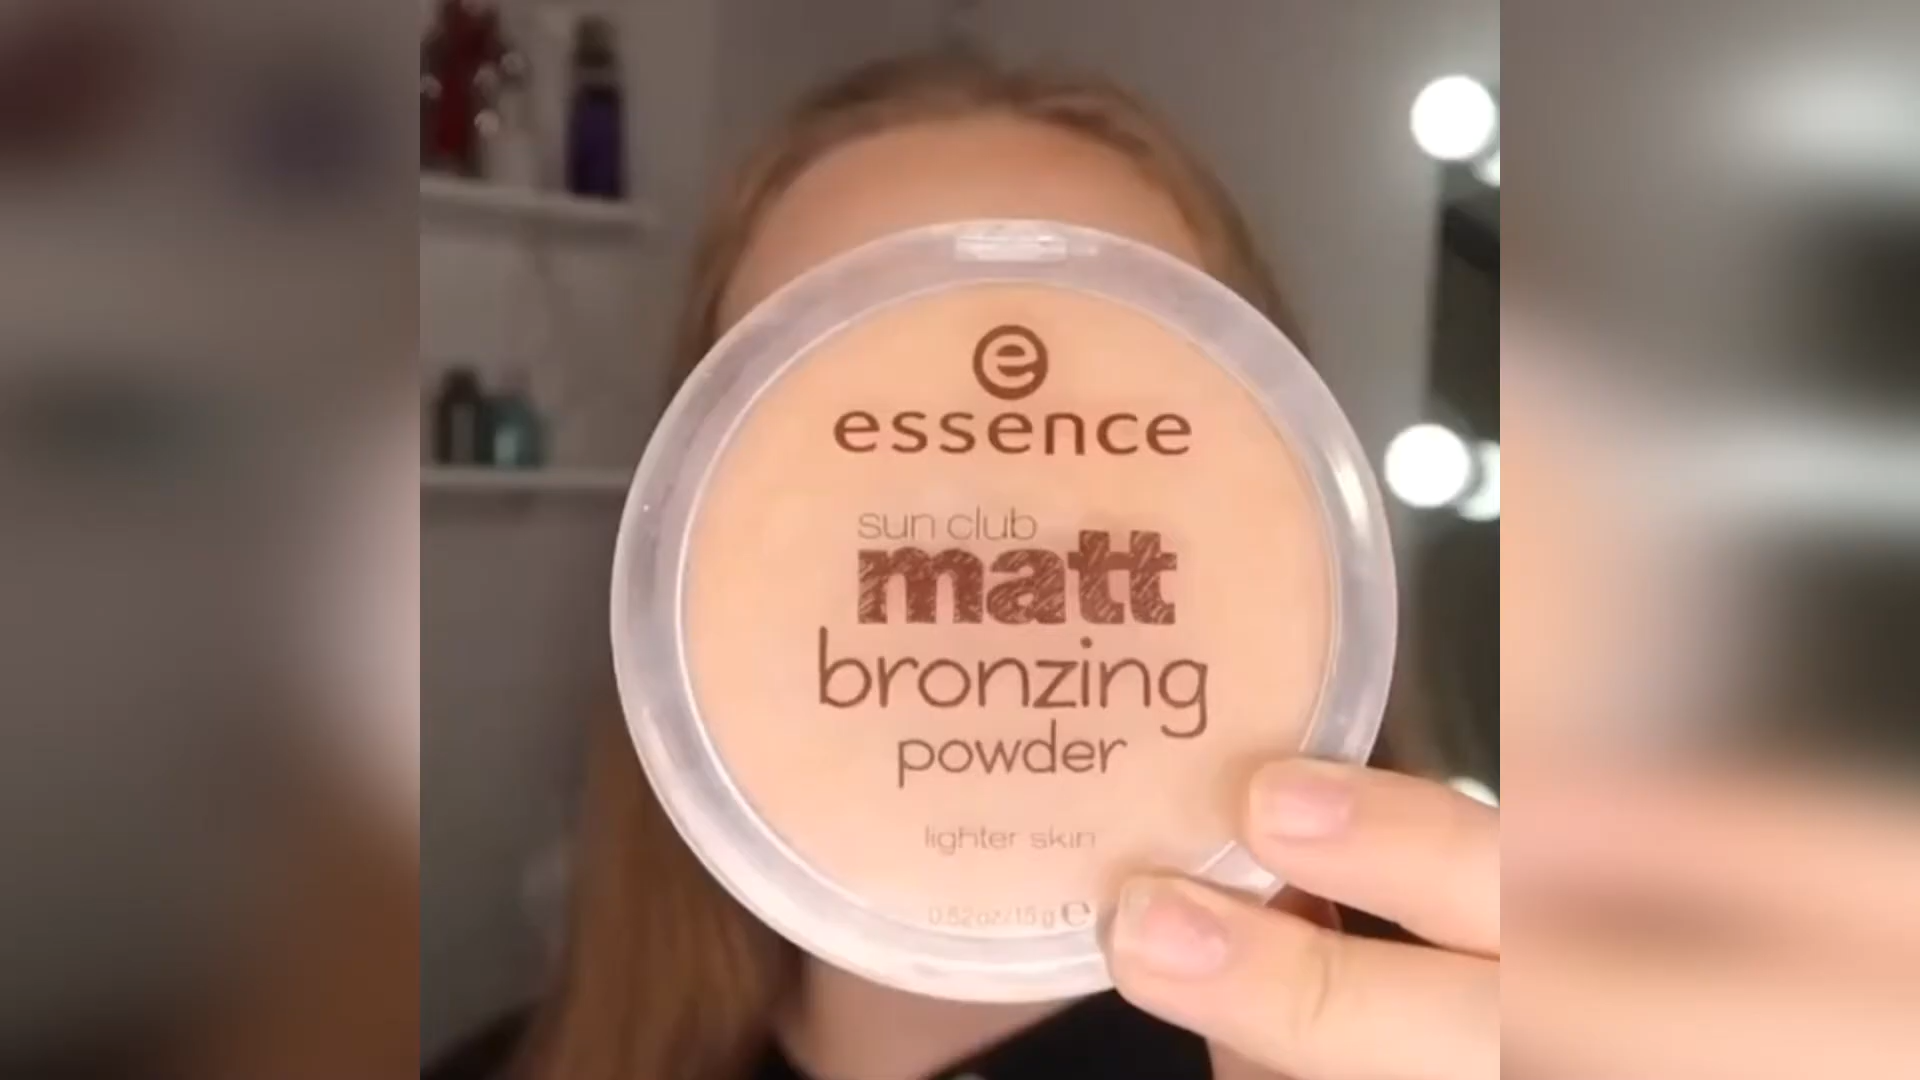 e
essence
sun club
matt
bronzing
powder
lighter skin
0.52 oz/15 g ℮